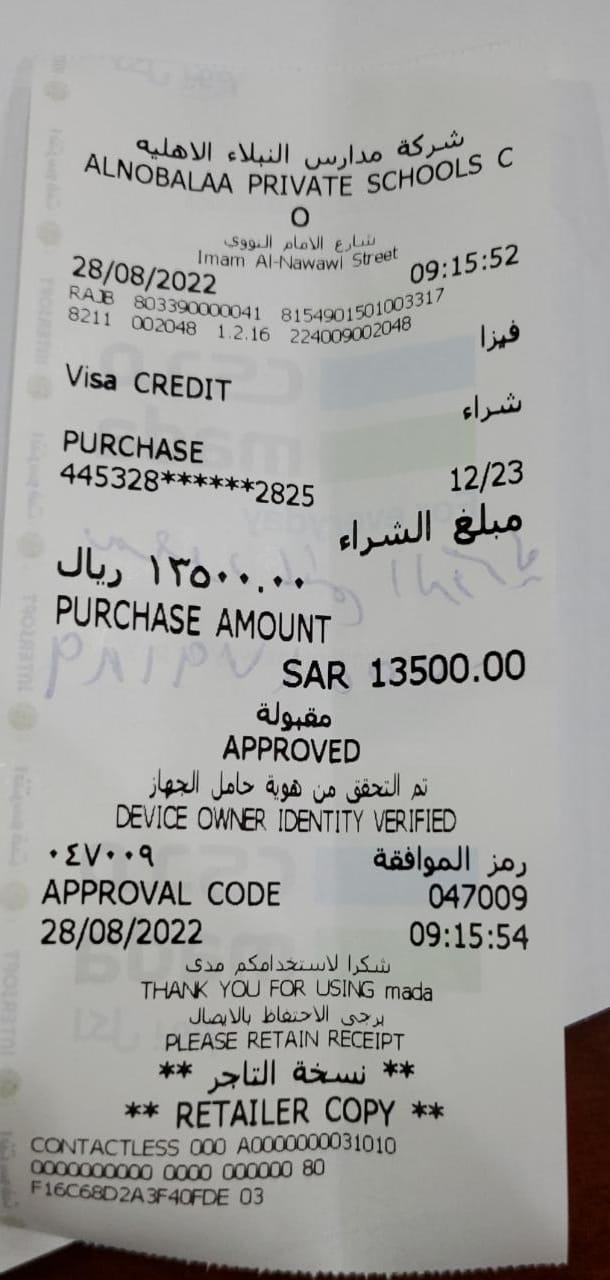 شركة مدارس النبلاء الاهليه
ALNOBALAA PRIVATE SCHOOLS C
O
شارع الامام النووي
Imam Al-Nawawi Street
28/08/2022 09:15:52
RAJB 803390000041 8154901501003317
8211 002048 1.2.16 224009002048
فيزا
Visa CREDIT
شراء
PURCHASE
445328******2825 12/23
مبلغ الشراء
١٣٥٠٠.٠٠ ريال
PURCHASE AMOUNT
SAR 13500.00
مقبولة
APPROVED
تم التحقق من هوية حامل الجهاز
DEVICE OWNER IDENTITY VERIFIED
رمز الموافقة ٠٤٧٠٠٩
APPROVAL CODE 047009
28/08/2022 09:15:54
شكرا لاستخدامكم مدى
THANK YOU FOR USING mada
يرجى الاحتفاظ بالايصال
PLEASE RETAIN RECEIPT
** نسخة التاجر **
** RETAILER COPY **
CONTACTLESS 000 A0000000031010
0000000000 0000 000000 80
F16C68D2A3F40FDE 03